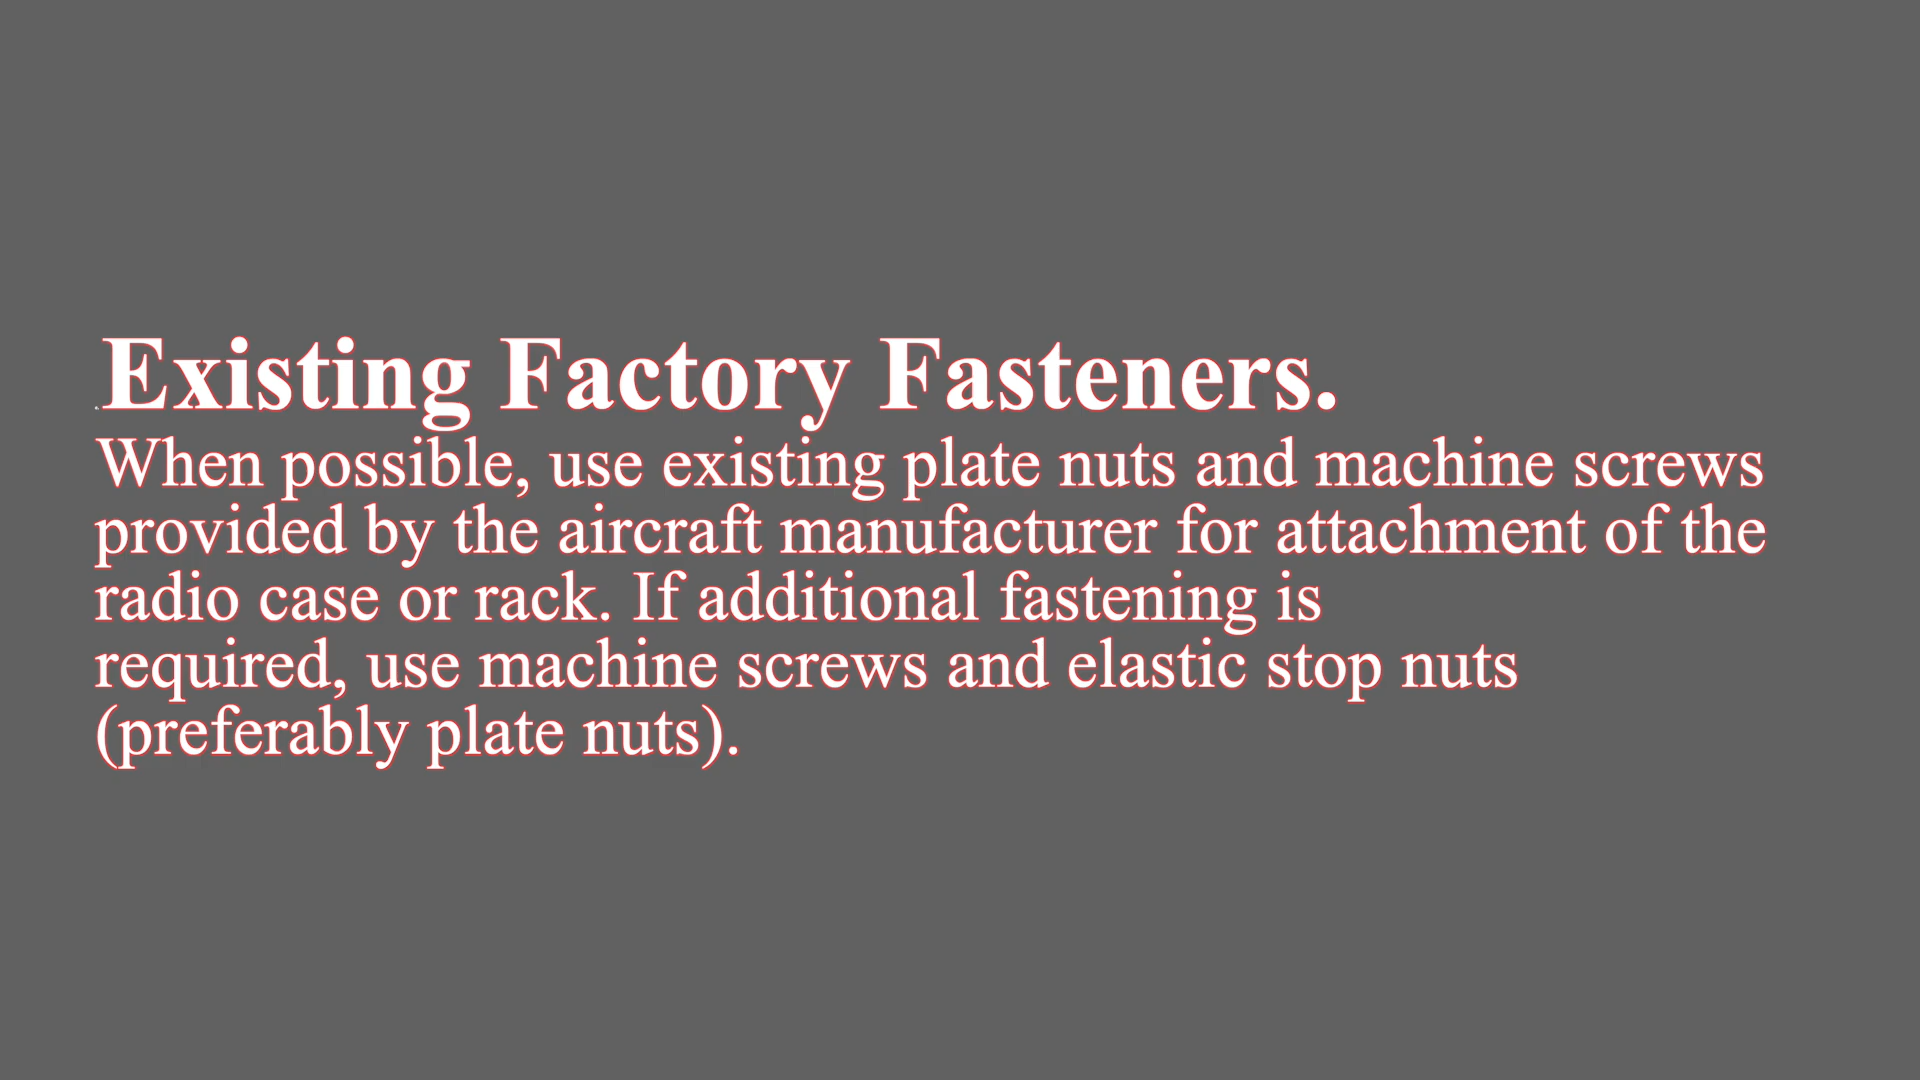 .Existing Factory Fasteners.
When possible, use existing plate nuts and machine screws
provided by the aircraft manufacturer for attachment of the
radio case or rack. If additional fastening is
required, use machine screws and elastic stop nuts
(preferably plate nuts).